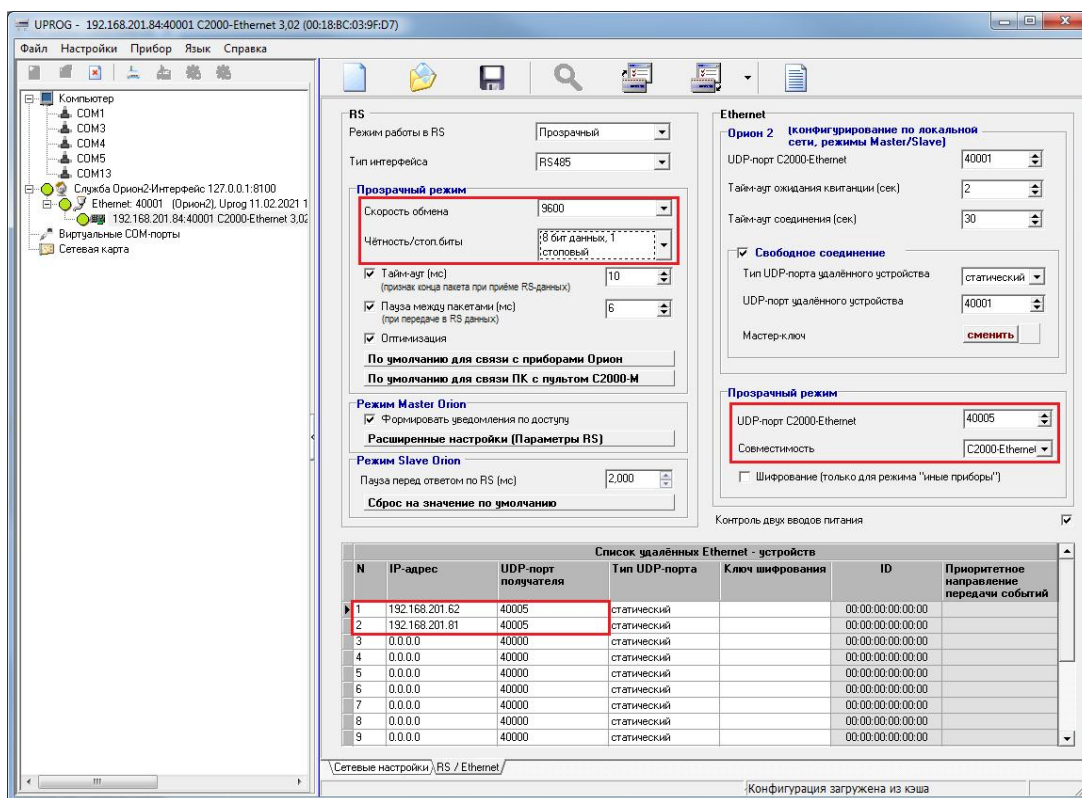 UPROG - 192.168.201.84:40001 C2000-Ethernet 3,02 (00:18:BC:03:9F:D7)
Файл Настройки Прибор Язык Справка
Компьютер
COM1
COM3
COM4
COM5
COM13
Служба Орион2-Интерфейс 127.0.0.1:8100
Ethernet: 40001 (Орион2), Uprog 11.02.2021 1
192.168.201.84:40001 C2000-Ethernet 3,02
Виртуальные COM-порты
Сетевая карта
RS
Режим работы в RS Прозрачный
Тип интерфейса RS485
Прозрачный режим
Скорость обмена 9600
Чётность/стоп.биты 8 бит данных, 1 стоповый
Тайм-аут (мс) 10
(признак конца пакета при приёме RS-данных)
Пауза между пакетами (мс) 6
(при передаче в RS данных)
Оптимизация
По умолчанию для связи с приборами Орион
По умолчанию для связи ПК с пультом С2000-М
Режим Master Orion
Формировать уведомления по доступу
Расширенные настройки (Параметры RS)
Режим Slave Orion
Пауза перед ответом по RS (мс) 2,000
Сброс на значение по умолчанию
Ethernet
Орион 2 (конфигурирование по локальной сети, режимы Master/Slave)
UDP-порт C2000-Ethernet 40001
Тайм-аут ожидания квитанции (сек) 2
Тайм-аут соединения (сек) 30
Свободное соединение
Тип UDP-порта удалённого устройства статический
UDP-порт удалённого устройства 40001
Мастер-ключ сменить
Прозрачный режим
UDP-порт C2000-Ethernet 40005
Совместимость C2000-Ethernet
Шифрование (только для режима "иные приборы")
Контроль двух вводов питания
Список удалённых Ethernet - устройств
N IP-адрес UDP-порт получателя Тип UDP-порта Ключ шифрования ID Приоритетное направление передачи событий
1 192.168.201.62 40005 статический 00:00:00:00:00:00
2 192.168.201.81 40005 статический 00:00:00:00:00:00
3 0.0.0.0 40000 статический 00:00:00:00:00:00
4 0.0.0.0 40000 статический 00:00:00:00:00:00
5 0.0.0.0 40000 статический 00:00:00:00:00:00
6 0.0.0.0 40000 статический 00:00:00:00:00:00
7 0.0.0.0 40000 статический 00:00:00:00:00:00
8 0.0.0.0 40000 статический 00:00:00:00:00:00
9 0.0.0.0 40000 статический 00:00:00:00:00:00
Сетевые настройки RS / Ethernet
Конфигурация загружена из кэша